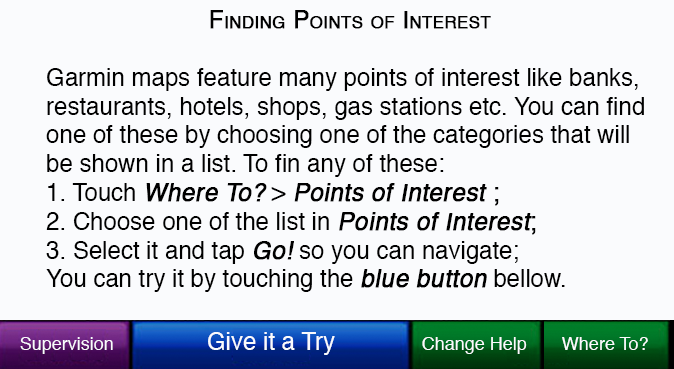 Finding Points of Interest
Garmin maps feature many points of interest like banks,
restaurants, hotels, shops, gas stations etc. You can find
one of these by choosing one of the categories that will
be shown in a list. To fin any of these:
1. Touch Where To? > Points of Interest ;
2. Choose one of the list in Points of Interest;
3. Select it and tap Go! so you can navigate;
You can try it by touching the blue button bellow.
Supervision Give it a Try Change Help Where To?